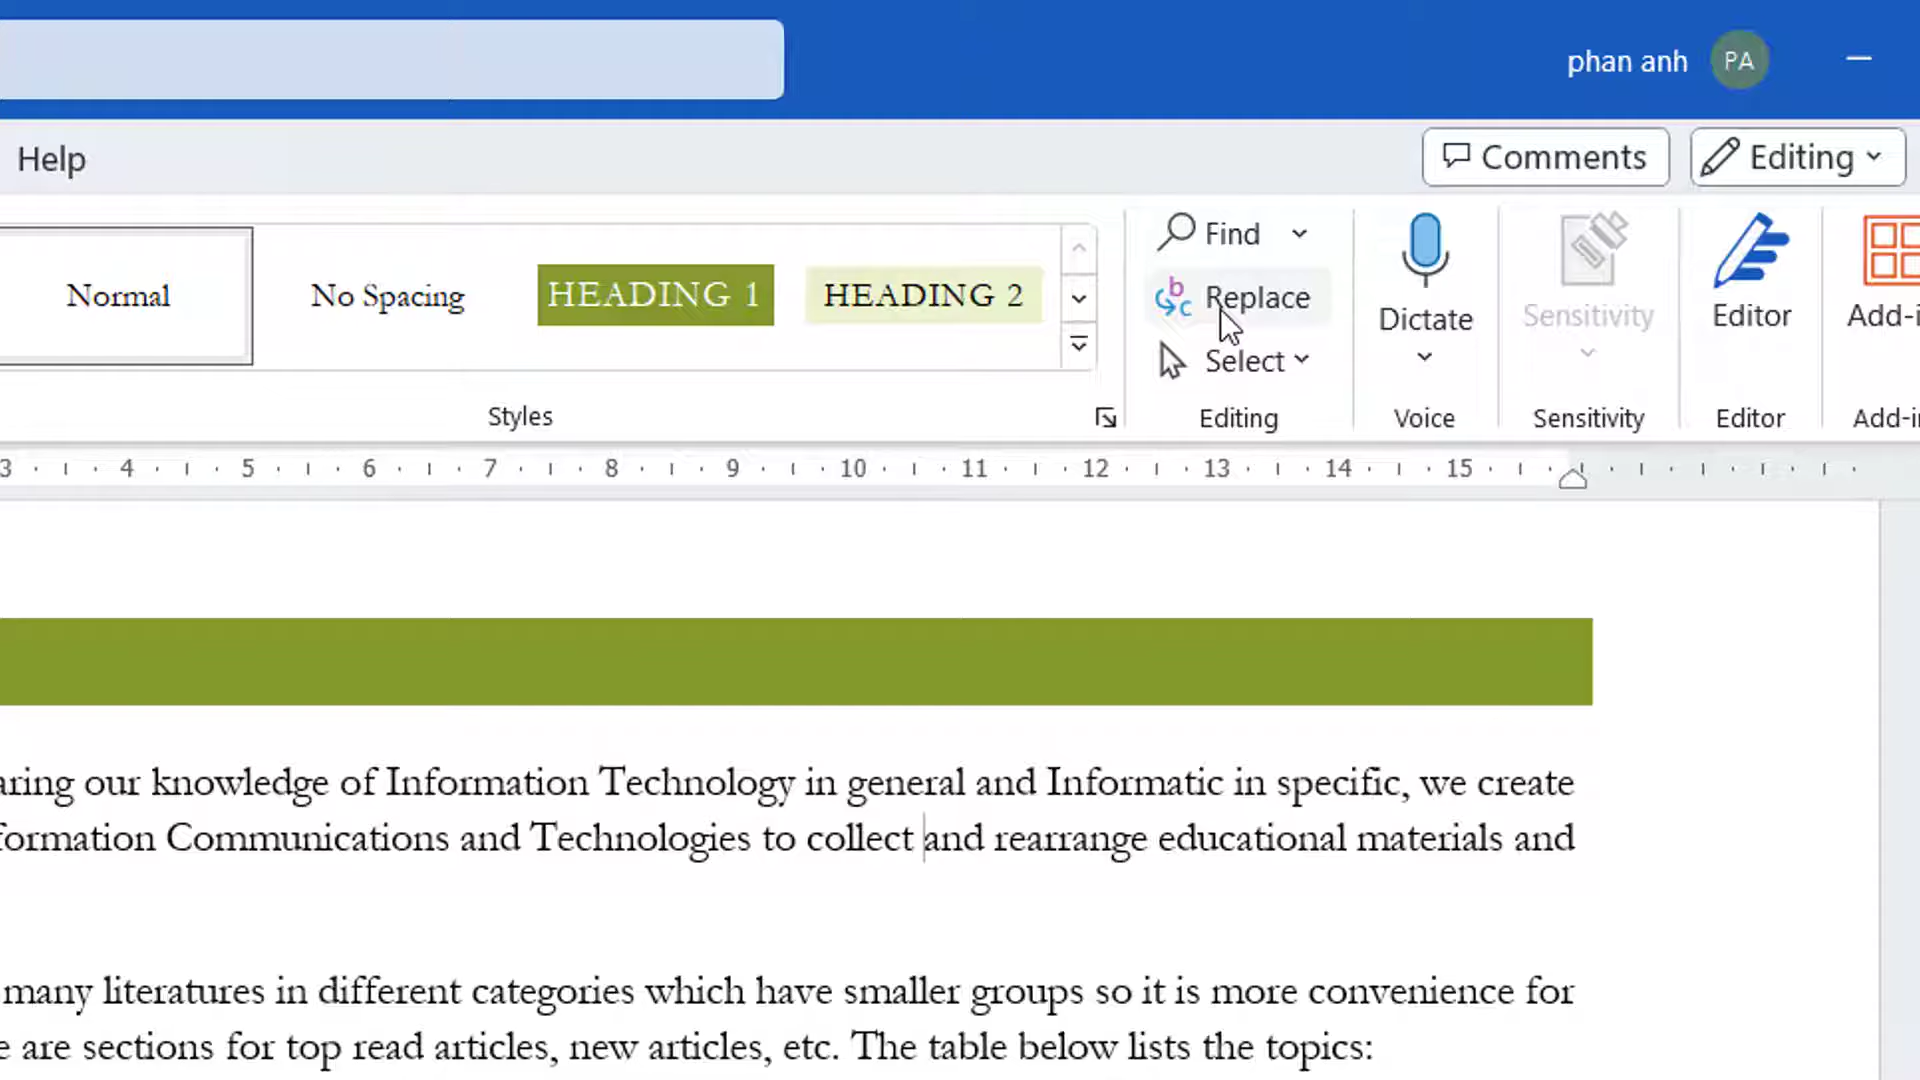 phan anh PA
Help
Comments
Editing
Normal
No Spacing
HEADING 1
HEADING 2
Find
Replace
Select
Dictate
Sensitivity
Editor
Add-i
Styles
Editing
Voice
Sensitivity
Editor
Add-i
3 4 5 6 7 8 9 10 11 12 13 14 15
aring our knowledge of Information Technology in general and Informatic in specific, we create
formation Communications and Technologies to collect and rearrange educational materials and
many literatures in different categories which have smaller groups so it is more convenience for
e are sections for top read articles, new articles, etc. The table below lists the topics: